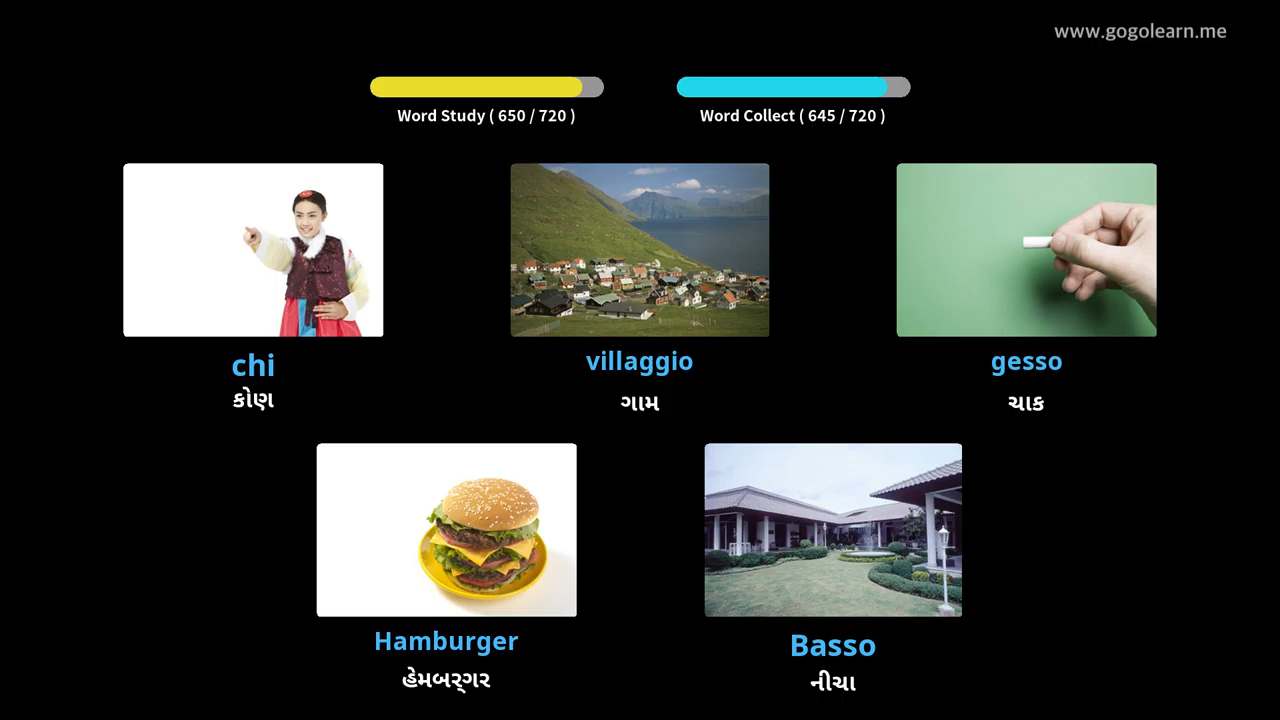 www.gogolearn.me
Word Study ( 650 / 720 )
Word Collect ( 645 / 720 )
chi
કોણ
villaggio
ગામ
gesso
ચાક
Hamburger
હેમબર્ગર
Basso
નીચા